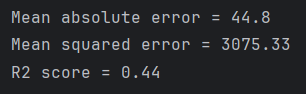 Mean absolute error = 44.8
Mean squared error = 3075.33
R2 score = 0.44